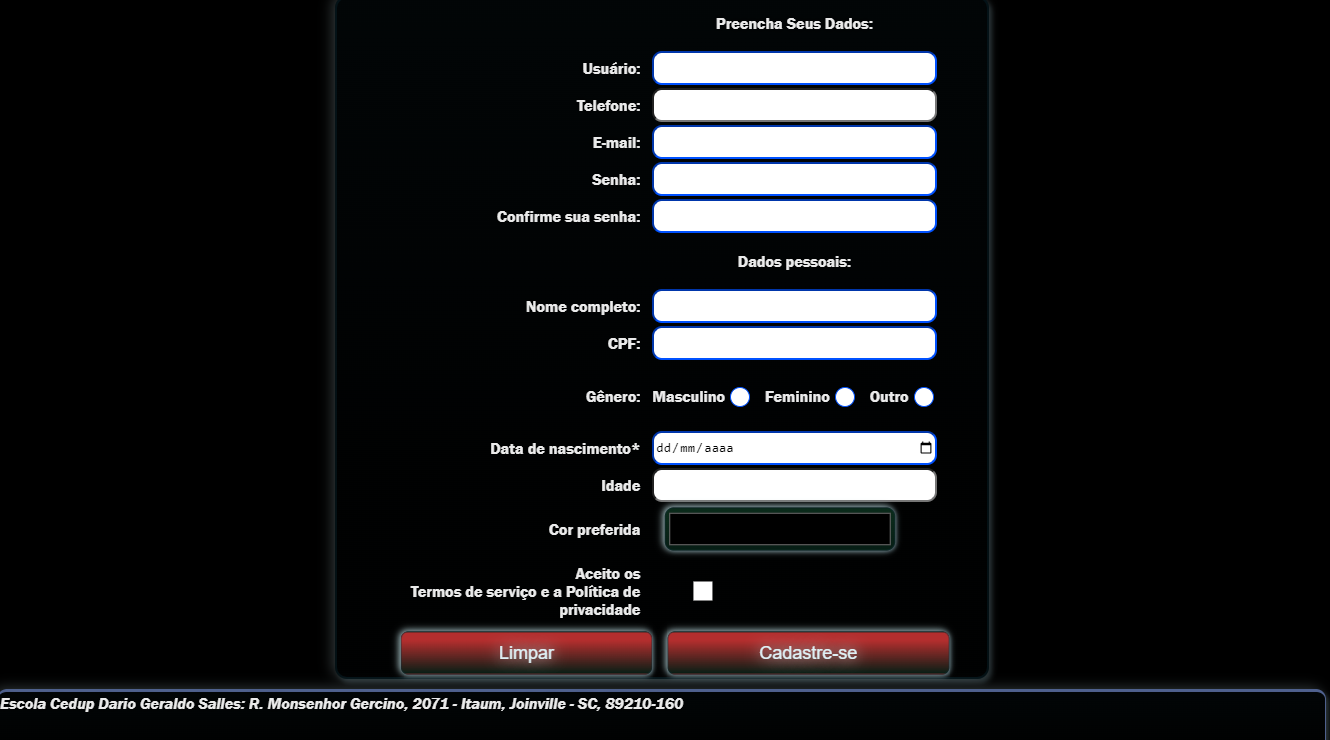 Preencha Seus Dados:
Usuário:
Telefone:
E-mail:
Senha:
Confirme sua senha:
Dados pessoais:
Nome completo:
CPF:
Gênero: Masculino Feminino Outro
Data de nascimento* dd/mm/aaaa
Idade
Cor preferida
Aceito os
Termos de serviço e a Política de
privacidade
Limpar Cadastre-se
Escola Cedup Dario Geraldo Salles: R. Monsenhor Gercino, 2071 - Itaum, Joinville - SC, 89210-160